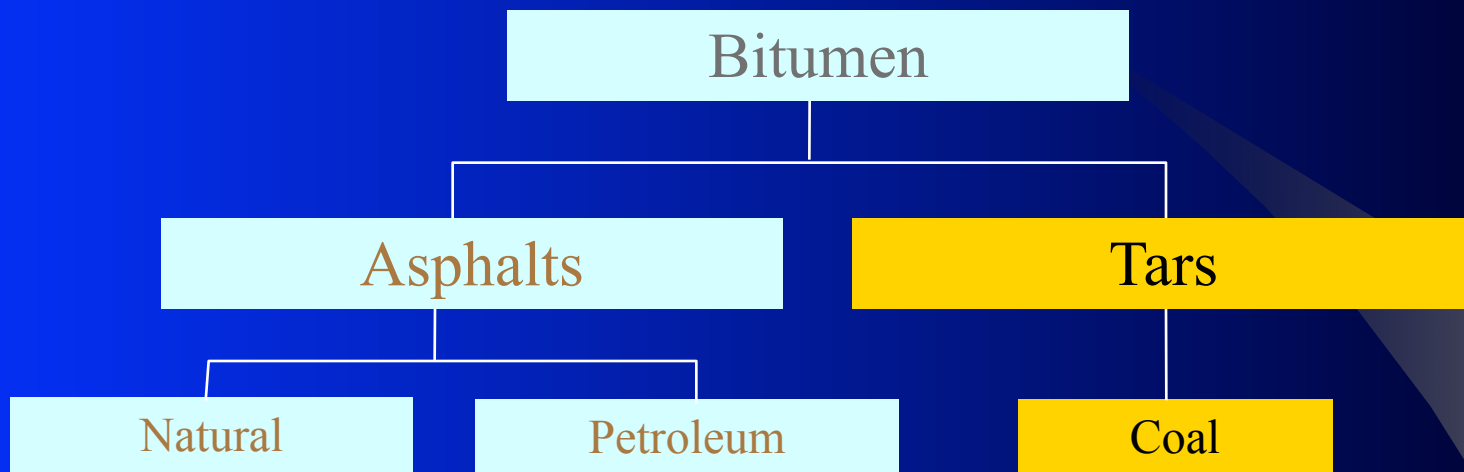 Bitumen
Asphalts
Tars
Natural
Petroleum
Coal